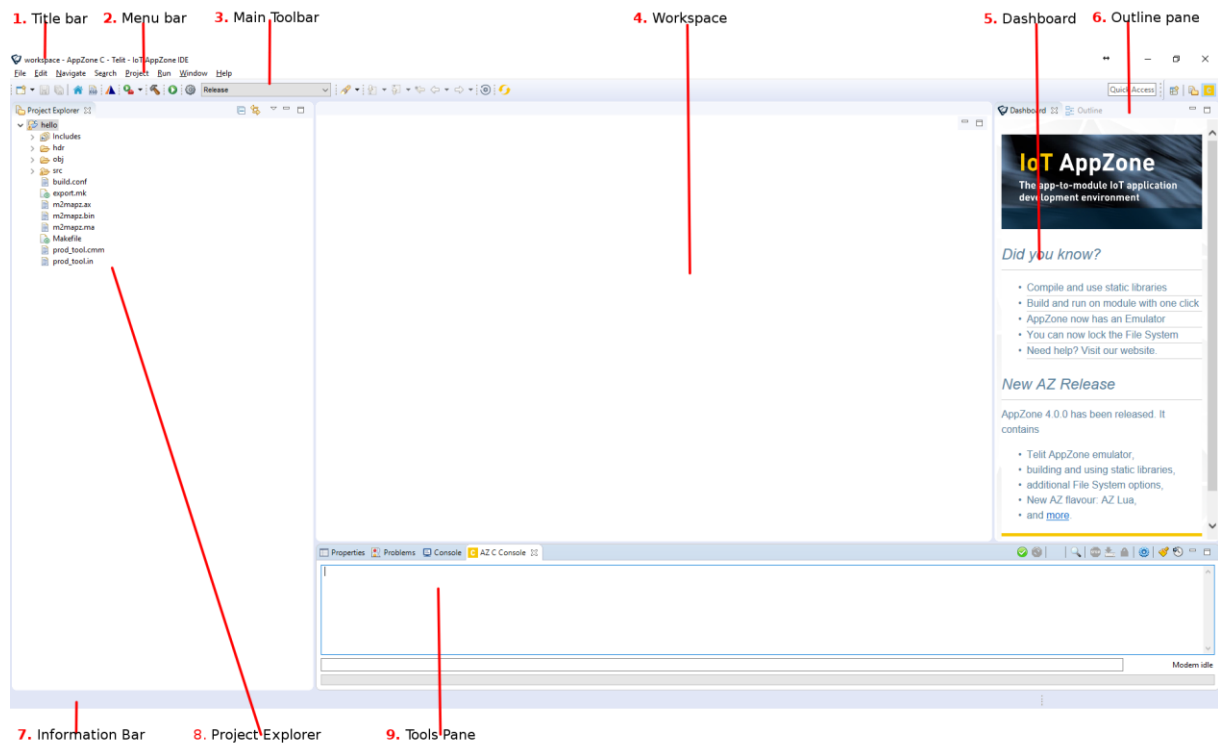 1. Title bar 2. Menu bar 3. Main Toolbar 4. Workspace 5. Dashboard 6. Outline pane
workspace - AppZone C - Telit - IoT AppZone IDE
File Edit Navigate Search Project Run Window Help
Release
Quick Access
Project Explorer
hello
Includes
hdr
obj
src
build.conf
export.mk
m2mapz.ax
m2mapz.bin
m2mapz.ma
Makefile
prod_tool.cmm
prod_tool.in
Dashboard Outline
IoT AppZone
The app-to-module IoT application
development environment
Did you know?
• Compile and use static libraries
• Build and run on module with one click
• AppZone now has an Emulator
• You can now lock the File System
• Need help? Visit our website.
New AZ Release
AppZone 4.0.0 has been released. It
contains
• Telit AppZone emulator,
• building and using static libraries,
• additional File System options,
• New AZ flavour: AZ Lua,
• and more.
Properties Problems Console AZ C Console
Modem idle
7. Information Bar 8. Project Explorer 9. Tools Pane